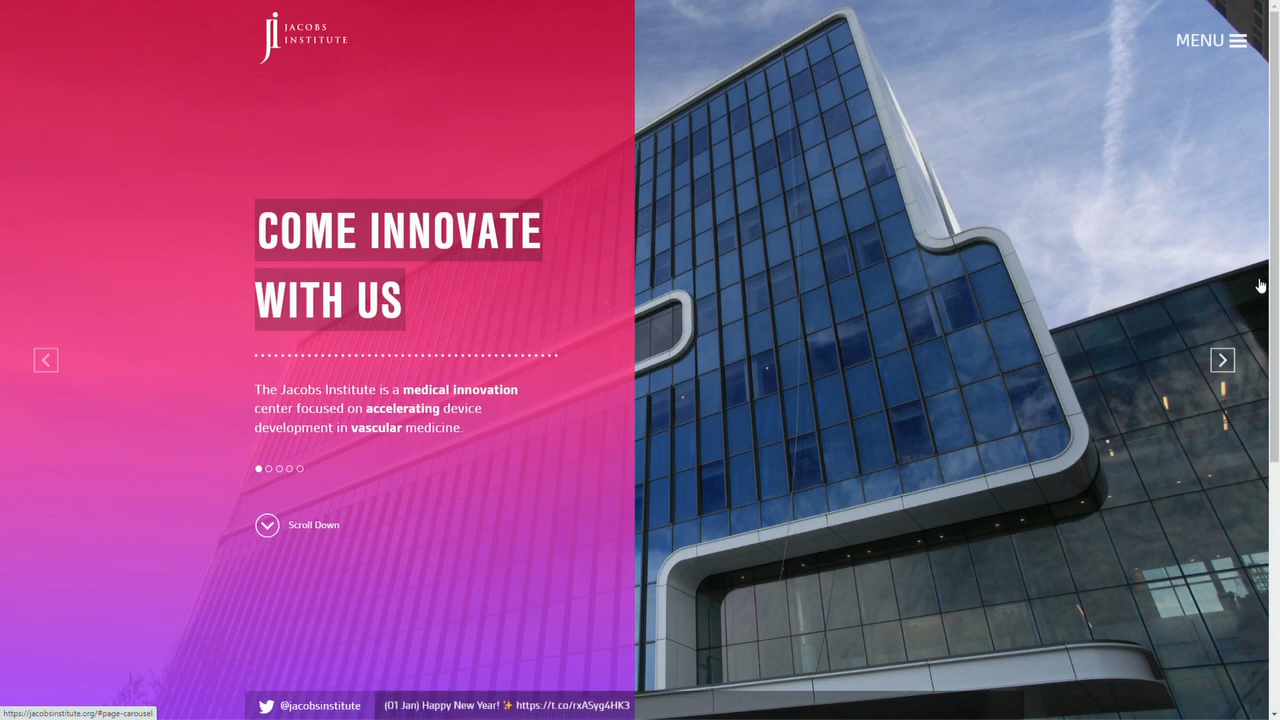 JACOBS
INSTITUTE
MENU
COME INNOVATE
WITH US
The Jacobs Institute is a medical innovation
center focused on accelerating device
development in vascular medicine.
Scroll Down
@jacobsinstitute
(01 Jan) Happy New Year! ✨ https://t.co/rxASyg4HK3
https://jacobsinstitute.org/#page-carousel